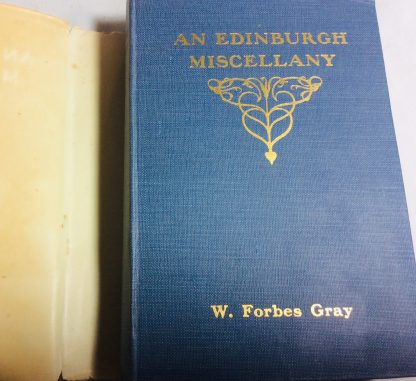 AN EDINBURGH
MISCELLANY
W. Forbes Gray